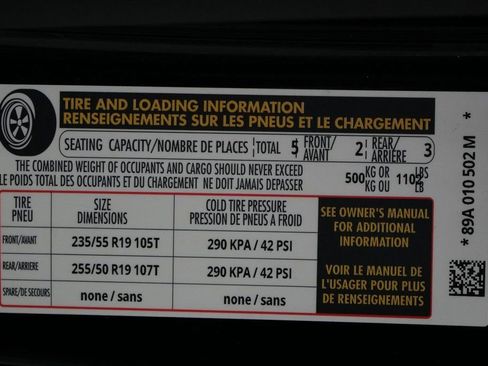 TIRE AND LOADING INFORMATION
RENSEIGNEMENTS SUR LES PNEUS ET LE CHARGEMENT
SEATING CAPACITY/NOMBRE DE PLACES TOTAL 5 FRONT/AVANT 2 REAR/ARRIÈRE 3
THE COMBINED WEIGHT OF OCCUPANTS AND CARGO SHOULD NEVER EXCEED 500 KG OR 1102 LBS
LE POIDS TOTAL DES OCCUPANTS ET DU CHARGEMENT NE DOIT JAMAIS DEPASSER KG OU LB
TIRE SIZE COLD TIRE PRESSURE
PNEU DIMENSIONS PRESSION DE PNEUS A FROID
FRONT/AVANT 235/55 R19 105T 290 KPA / 42 PSI
REAR/ARRIERE 255/50 R19 107T 290 KPA / 42 PSI
SPARE/DE SECOURS none / sans none / sans
SEE OWNER'S MANUAL
FOR ADDITIONAL
INFORMATION
VOIR LE MANUEL DE
L'USAGER POUR PLUS
DE RENSEIGNEMENTS
* 89A 010 502 M *